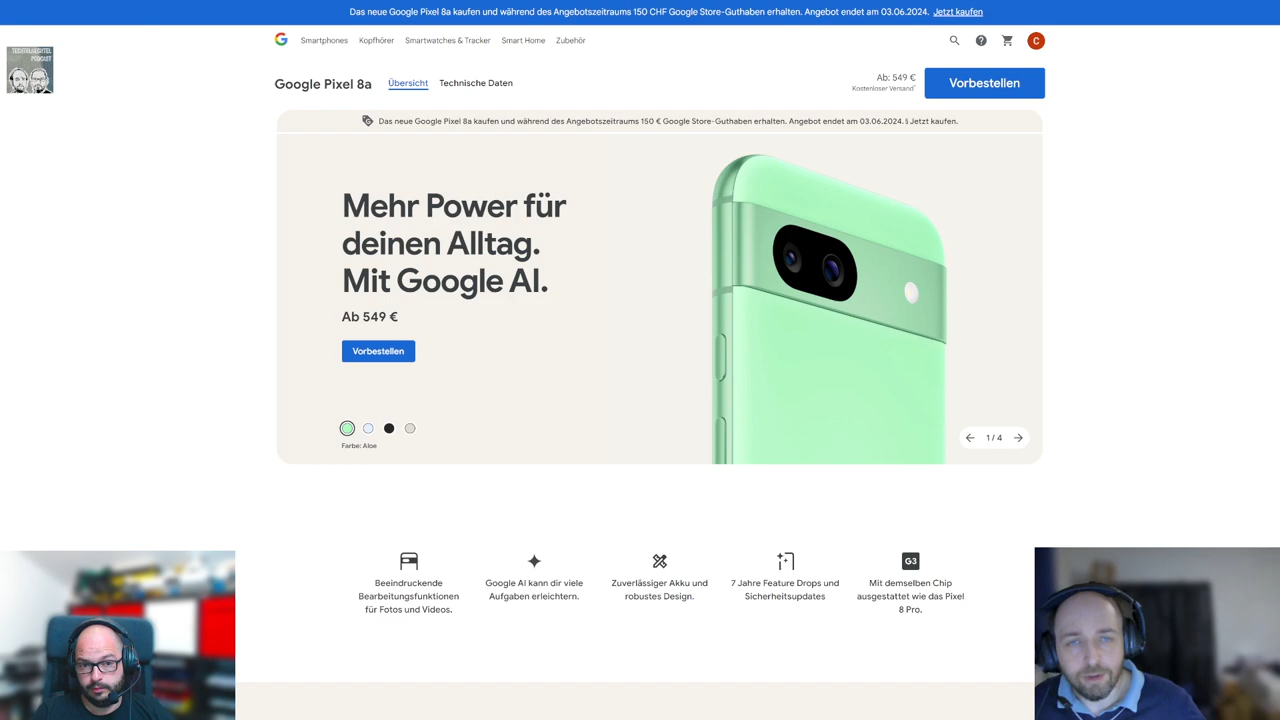 Das neue Google Pixel 8a kaufen und während des Angebotszeitraums 150 CHF Google Store-Guthaben erhalten. Angebot endet am 03.06.2024. Jetzt kaufen
TECHTELMECHTEL
PODCAST
Smartphones Kopfhörer Smartwatches & Tracker Smart Home Zubehör
C
Google Pixel 8a Übersicht Technische Daten
Ab: 549 €
Kostenloser Versand*
Vorbestellen
Das neue Google Pixel 8a kaufen und während des Angebotszeitraums 150 € Google Store-Guthaben erhalten. Angebot endet am 03.06.2024.§ Jetzt kaufen.
Mehr Power für
deinen Alltag.
Mit Google AI.
Ab 549 €
Vorbestellen
Farbe: Aloe
1 / 4
Beeindruckende
Bearbeitungsfunktionen
für Fotos und Videos.
Google AI kann dir viele
Aufgaben erleichtern.
Zuverlässiger Akku und
robustes Design.
7 Jahre Feature Drops und
Sicherheitsupdates
G3
Mit demselben Chip
ausgestattet wie das Pixel
8 Pro.